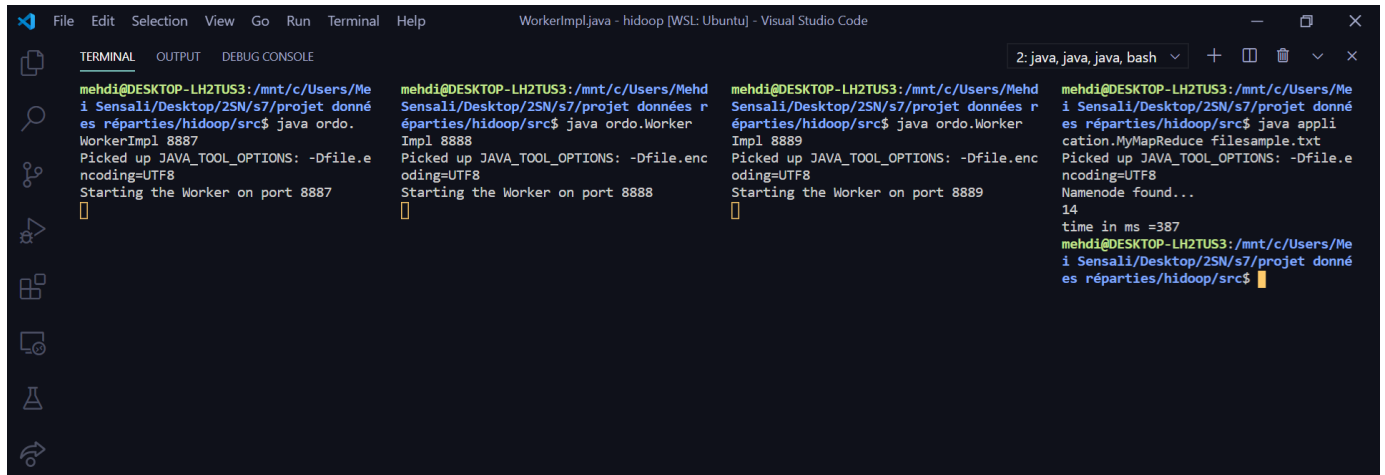 File Edit Selection View Go Run Terminal Help WorkerImpl.java - hidoop [WSL: Ubuntu] - Visual Studio Code
TERMINAL OUTPUT DEBUG CONSOLE 2: java, java, java, bash
mehdi@DESKTOP-LH2TUS3:/mnt/c/Users/Me
i Sensali/Desktop/2SN/s7/projet donné
es réparties/hidoop/src$ java ordo.
WorkerImpl 8887
Picked up JAVA_TOOL_OPTIONS: -Dfile.e
ncoding=UTF8
Starting the Worker on port 8887
mehdi@DESKTOP-LH2TUS3:/mnt/c/Users/Mehd
Sensali/Desktop/2SN/s7/projet données r
éparties/hidoop/src$ java ordo.Worker
Impl 8888
Picked up JAVA_TOOL_OPTIONS: -Dfile.enc
oding=UTF8
Starting the Worker on port 8888
mehdi@DESKTOP-LH2TUS3:/mnt/c/Users/Mehd
Sensali/Desktop/2SN/s7/projet données r
éparties/hidoop/src$ java ordo.Worker
Impl 8889
Picked up JAVA_TOOL_OPTIONS: -Dfile.enc
oding=UTF8
Starting the Worker on port 8889
mehdi@DESKTOP-LH2TUS3:/mnt/c/Users/Me
i Sensali/Desktop/2SN/s7/projet donné
es réparties/hidoop/src$ java appli
cation.MyMapReduce filesample.txt
Picked up JAVA_TOOL_OPTIONS: -Dfile.e
ncoding=UTF8
Namenode found...
14
time in ms =387
mehdi@DESKTOP-LH2TUS3:/mnt/c/Users/Me
i Sensali/Desktop/2SN/s7/projet donné
es réparties/hidoop/src$